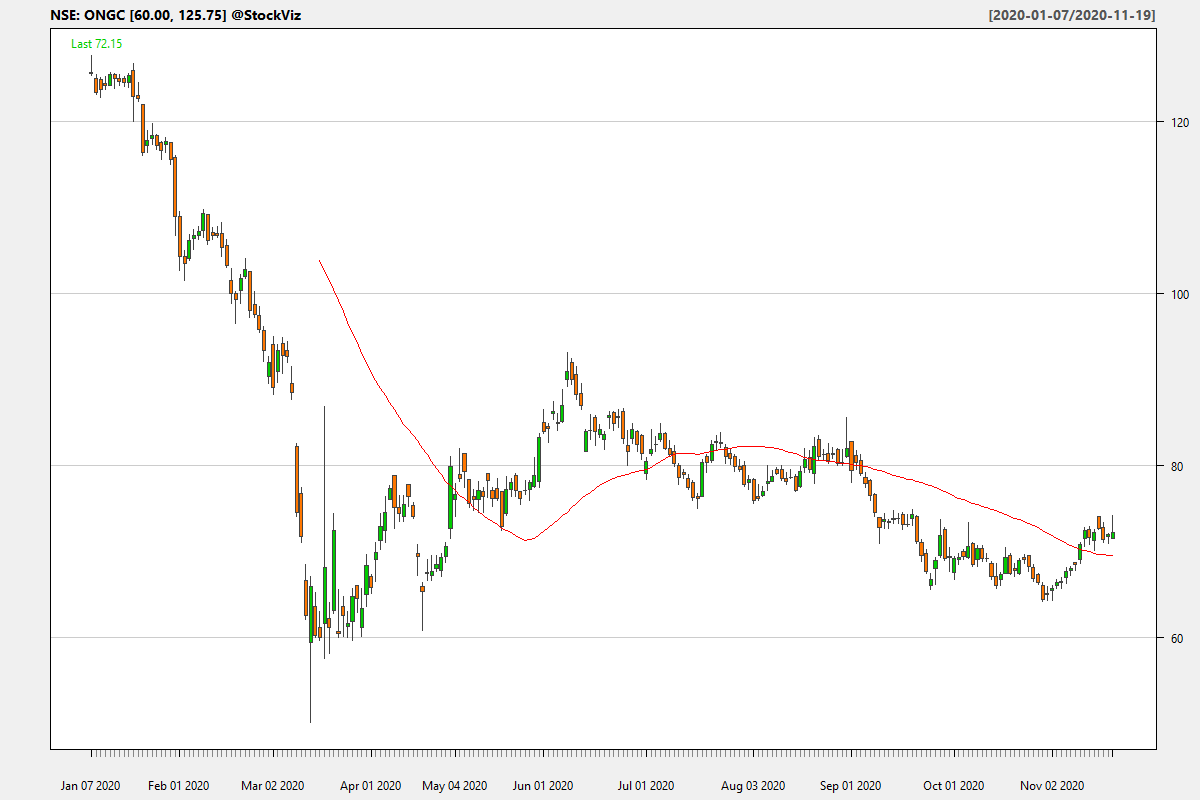 NSE: ONGC [60.00, 125.75] @StockViz [2020-01-07/2020-11-19]
Last 72.15
120
100
80
60
Jan 07 2020 Feb 01 2020 Mar 02 2020 Apr 01 2020 May 04 2020 Jun 01 2020 Jul 01 2020 Aug 03 2020 Sep 01 2020 Oct 01 2020 Nov 02 2020